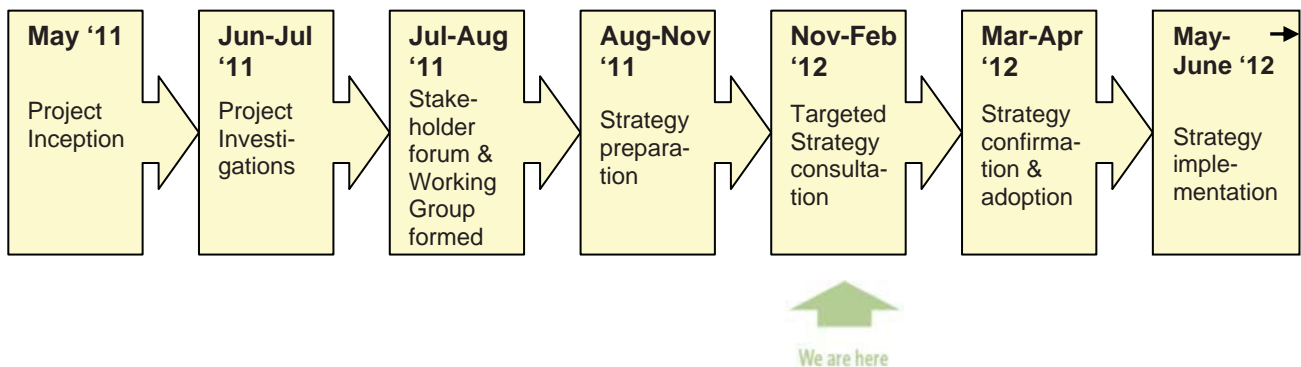 May ‘11
Project
Inception
Jun-Jul
‘11
Project
Investi-
gations
Jul-Aug
‘11
Stake-
holder
forum &
Working
Group
formed
Aug-Nov
‘11
Strategy
prepara-
tion
Nov-Feb
‘12
Targeted
Strategy
consulta-
tion
Mar-Apr
‘12
Strategy
confirma-
tion &
adoption
May-
June ‘12
Strategy
imple-
mentation
We are here